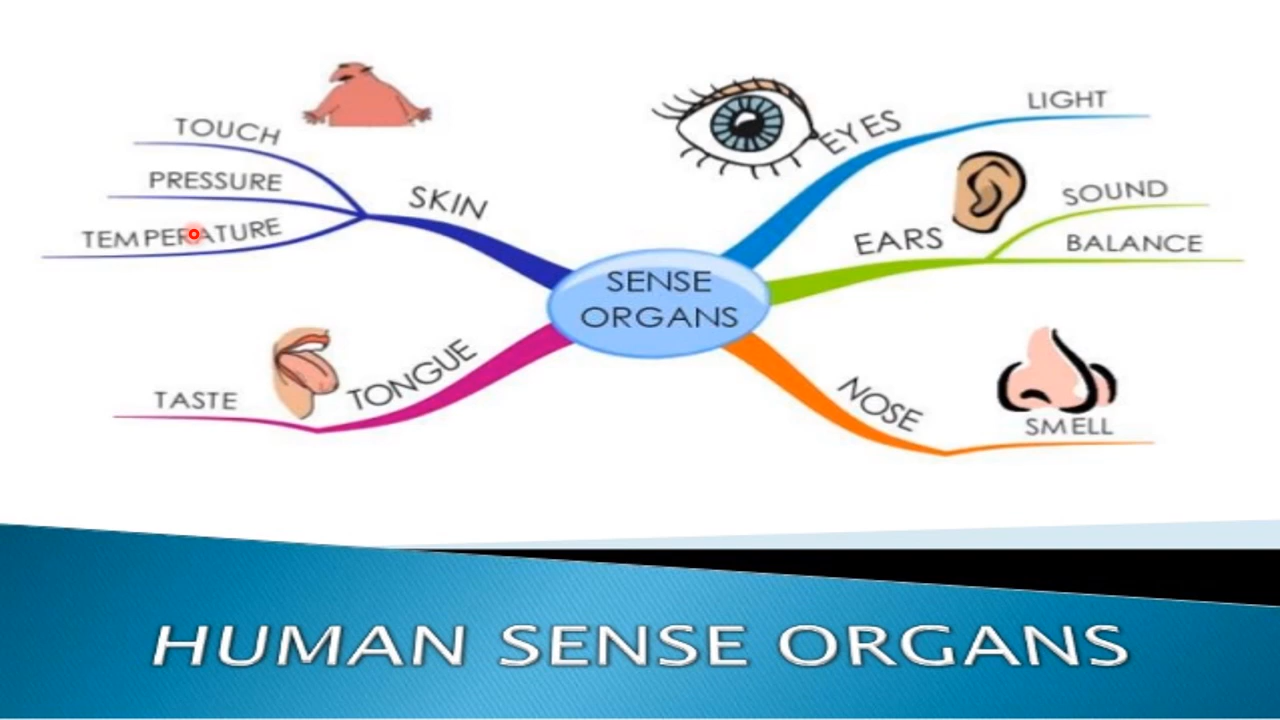 TOUCH
PRESSURE
TEMPERATURE
SKIN
TASTE
TONGUE
SENSE
ORGANS
EYES
LIGHT
EARS
SOUND
BALANCE
NOSE
SMELL
HUMAN SENSE ORGANS